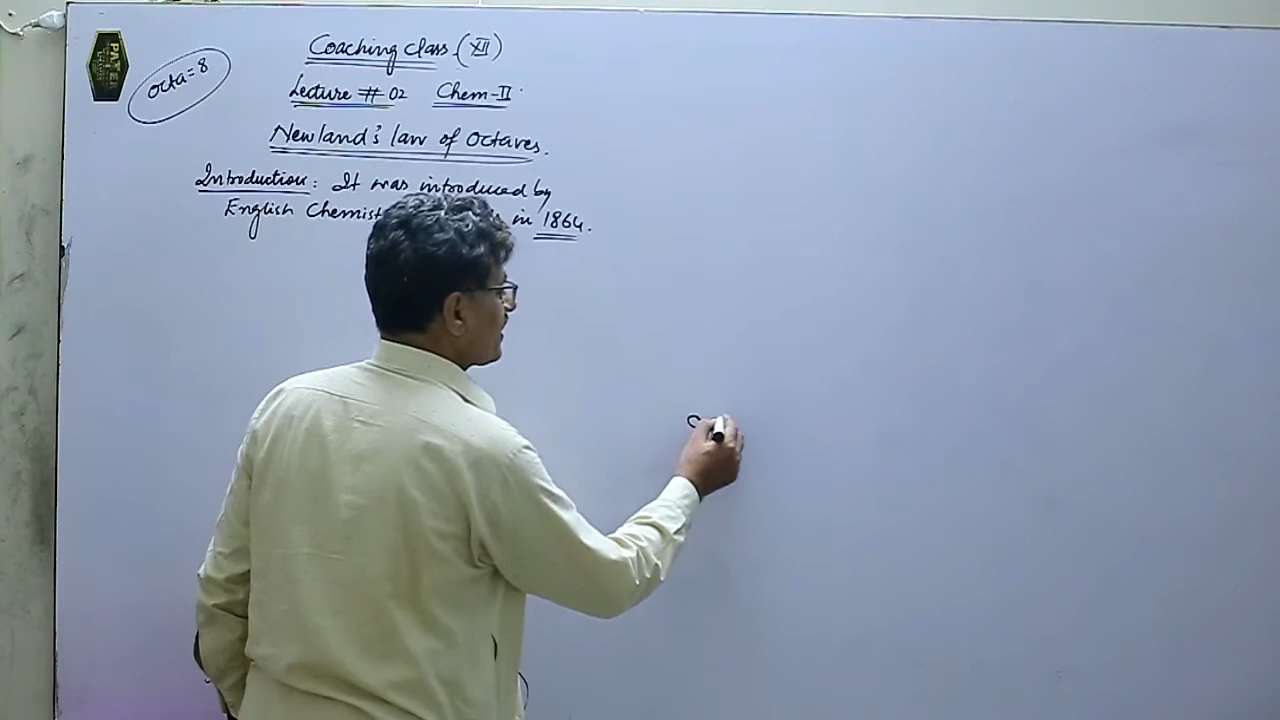 PATEL
octa=8
Coaching class (XII)
Lecture # 02 Chem-II
Newland's law of Octaves.
Introduction: It was introduced by
English Chemist in 1864.